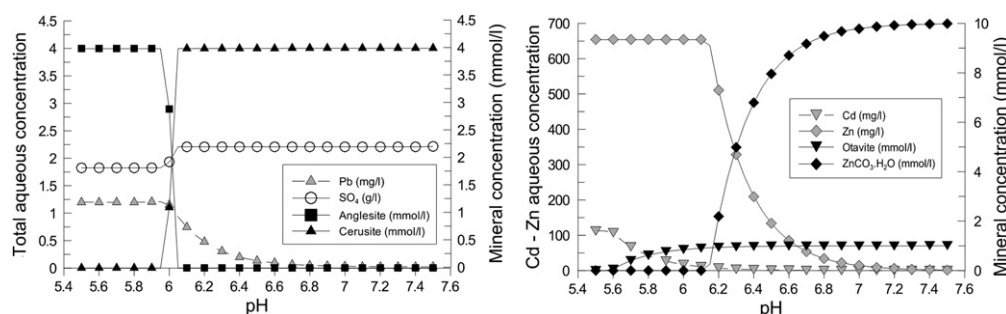 Total aqueous concentration
4.5
4
3.5
3
2.5
2
1.5
1
0.5
0
5.4 5.6 5.8 6 6.2 6.4 6.6 6.8 7 7.2 7.4 7.6
pH
4.5
4
3.5
3
2.5
2
1.5
1
0.5
0
Mineral concentration (mmol/l)
Pb (mg/l)
SO4 (g/l)
Anglesite (mmol/l)
Cerusite (mmol/l)
Cd - Zn aqueous concentration
700
600
500
400
350
200
100
0
5.4 5.6 5.8 6 6.2 6.4 6.6 6.8 7 7.2 7.4 7.6
pH
10
8
6
4
2
0
Mineral concentration (mmol/l)
Cd (mg/l)
Zn (mg/l)
Otavite (mmol/l)
ZnCO3.H2O (mmol/l)